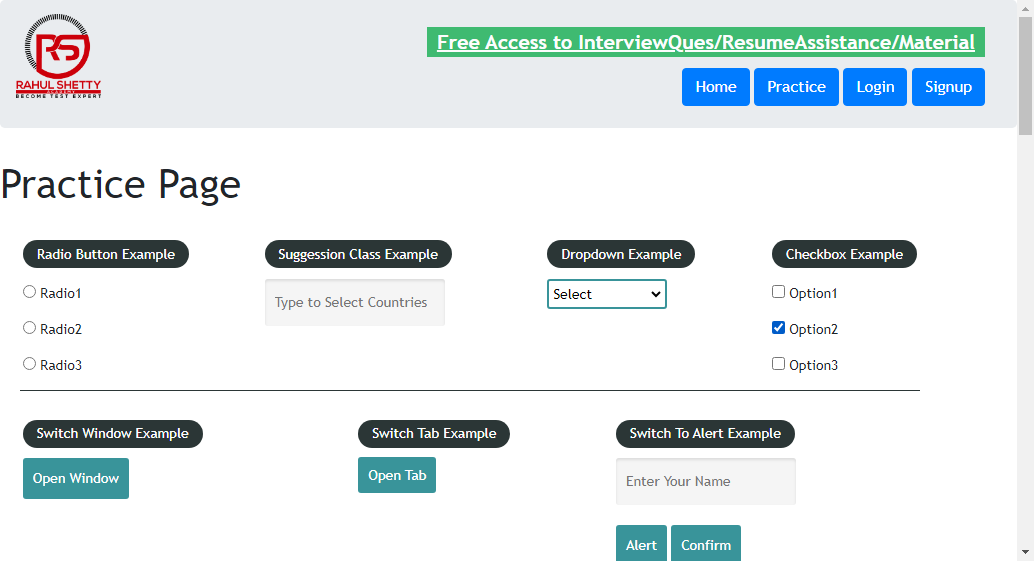 RS
RAHUL SHETTY
ACADEMY
BECOME TEST EXPERT
Free Access to InterviewQues/ResumeAssistance/Material
Home Practice Login Signup
Practice Page
Radio Button Example Suggession Class Example Dropdown Example Checkbox Example
Radio1 Type to Select Countries Select Option1
Radio2 Option2
Radio3 Option3
Switch Window Example Switch Tab Example Switch To Alert Example
Open Window Open Tab Enter Your Name
Alert Confirm